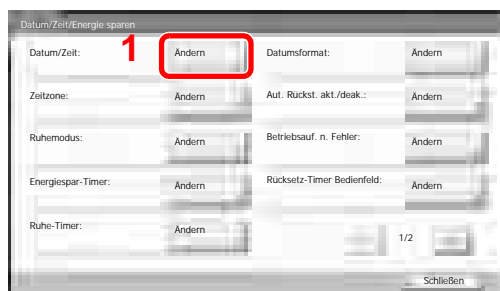 Datum/Zeit/Energie sparen
1
Datum/Zeit: Ändern Datumsformat: Ändern
Zeitzone: Ändern Aut. Rückst. akt./deak.: Ändern
Ruhemodus: Ändern Betriebsauf. n. Fehler: Ändern
Energiespar-Timer: Ändern Rücksetz-Timer Bedienfeld: Ändern
Ruhe-Timer: Ändern 1/2
Schließen